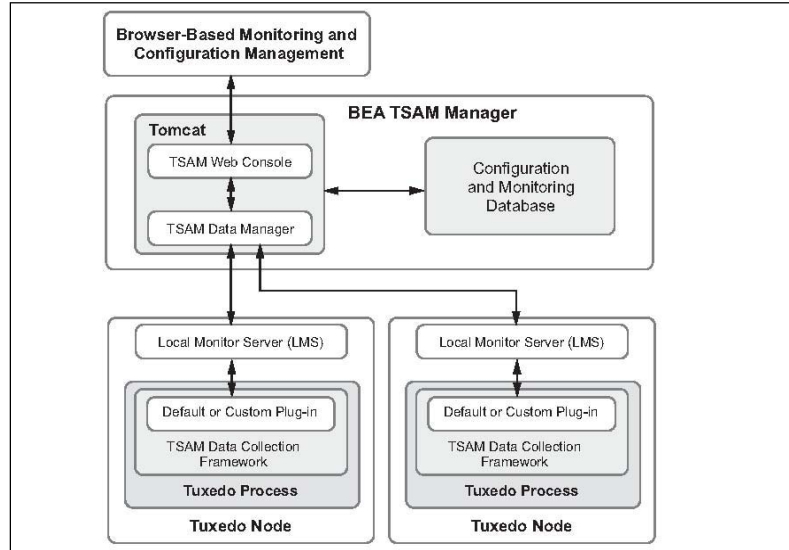 Browser-Based Monitoring and
Configuration Management
BEA TSAM Manager
Tomcat
TSAM Web Console
TSAM Data Manager
Configuration
and Monitoring
Database
Local Monitor Server (LMS)
Default or Custom Plug-in
TSAM Data Collection
Framework
Tuxedo Process
Tuxedo Node
Local Monitor Server (LMS)
Default or Custom Plug-in
TSAM Data Collection
Framework
Tuxedo Process
Tuxedo Node